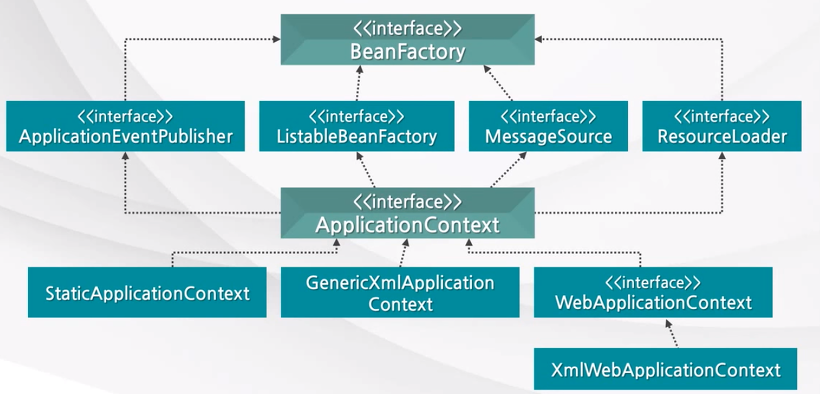 <<interface>>
BeanFactory
<<interface>>
ApplicationEventPublisher
<<interface>>
ListableBeanFactory
<<interface>>
MessageSource
<<interface>>
ResourceLoader
<<interface>>
ApplicationContext
StaticApplicationContext
GenericXmlApplication
Context
<<interface>>
WebApplicationContext
XmlWebApplicationContext